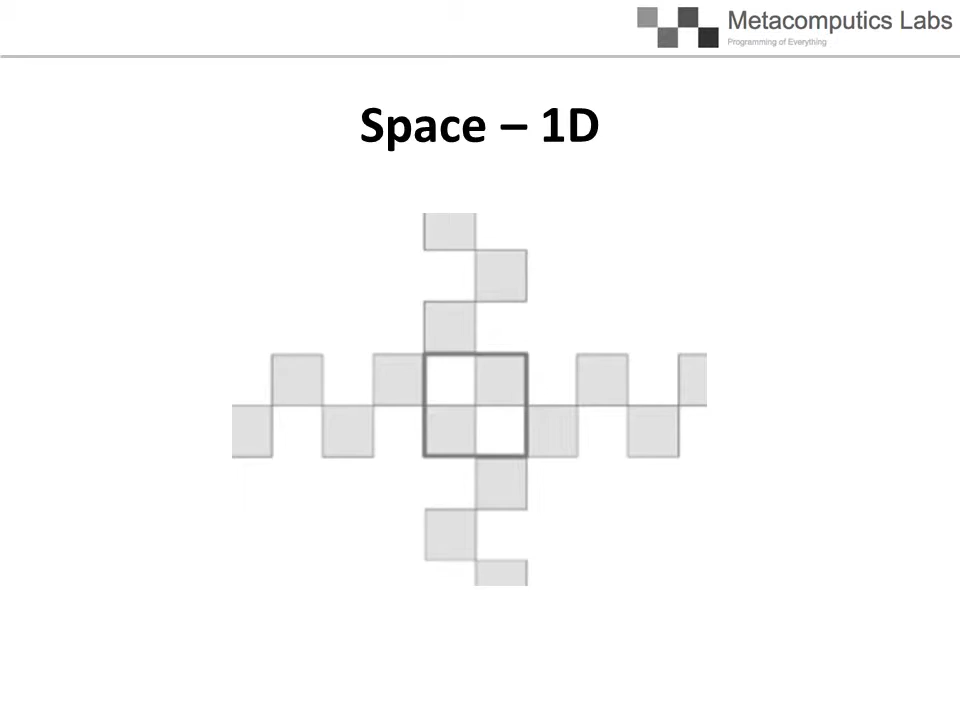 Metacomputics Labs
Programming of Everything
Space – 1D